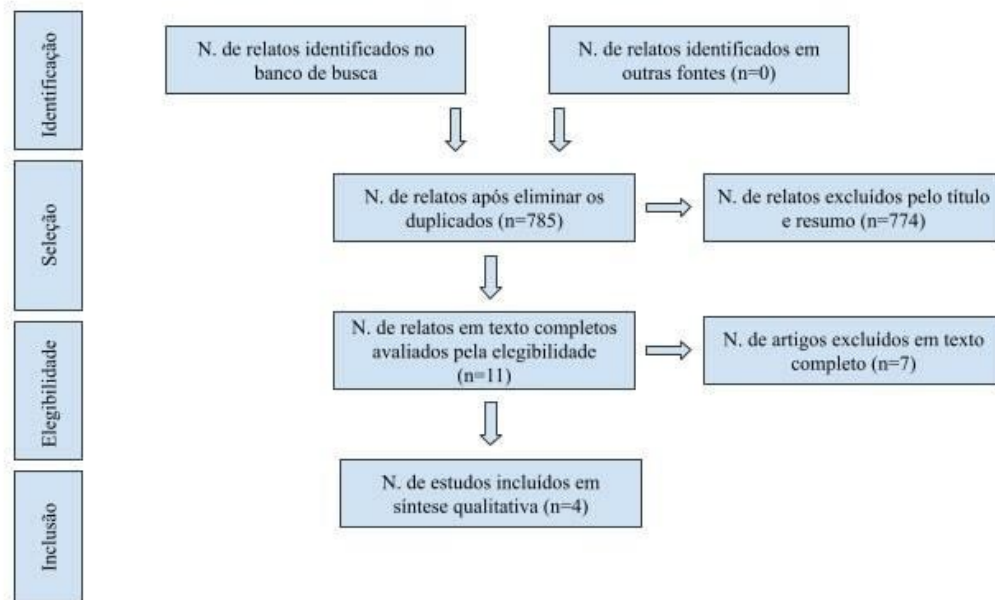 Identificação
N. de relatos identificados no
banco de busca
N. de relatos identificados em
outras fontes (n=0)
Seleção
N. de relatos após eliminar os
duplicados (n=785)
N. de relatos excluídos pelo título
e resumo (n=774)
Elegibilidade
N. de relatos em texto completos
avaliados pela elegibilidade
(n=11)
N. de artigos excluídos em texto
completo (n=7)
Inclusão
N. de estudos incluídos em
síntese qualitativa (n=4)